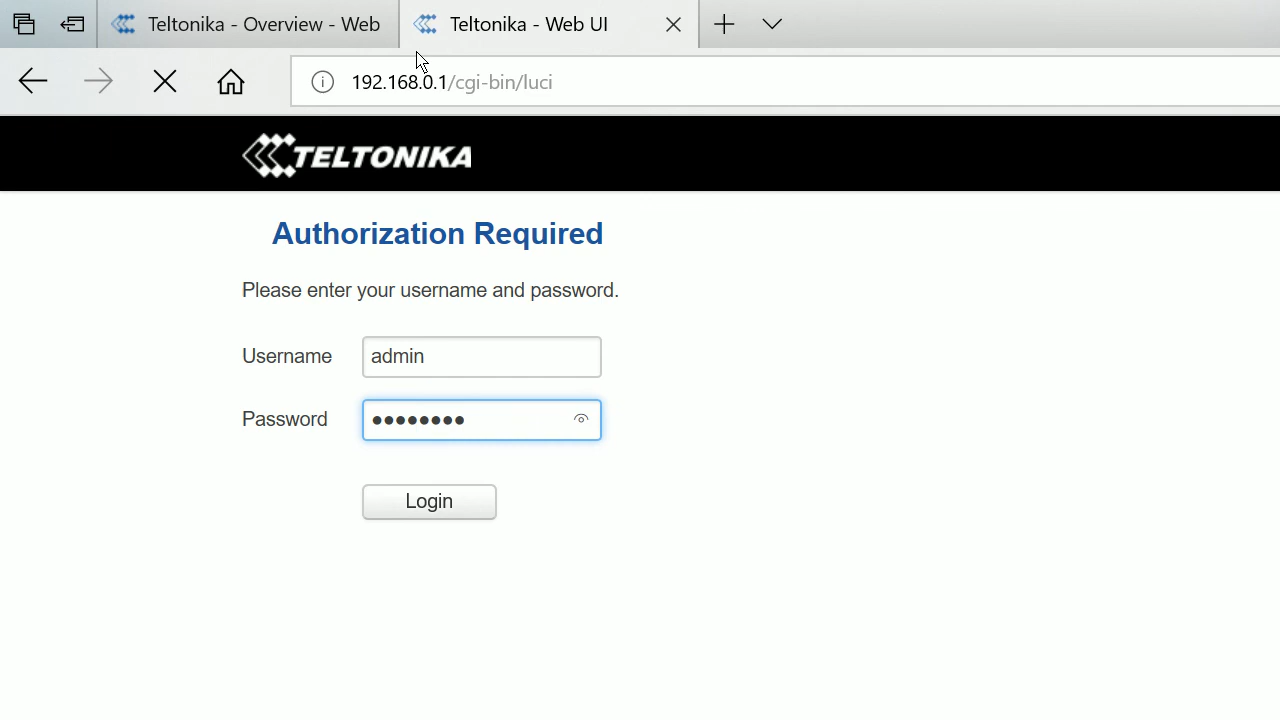 Teltonika - Overview - Web
Teltonika - Web UI
192.168.0.1/cgi-bin/luci
TELTONIKA
Authorization Required
Please enter your username and password.
Username
admin
Password
••••••••
Login